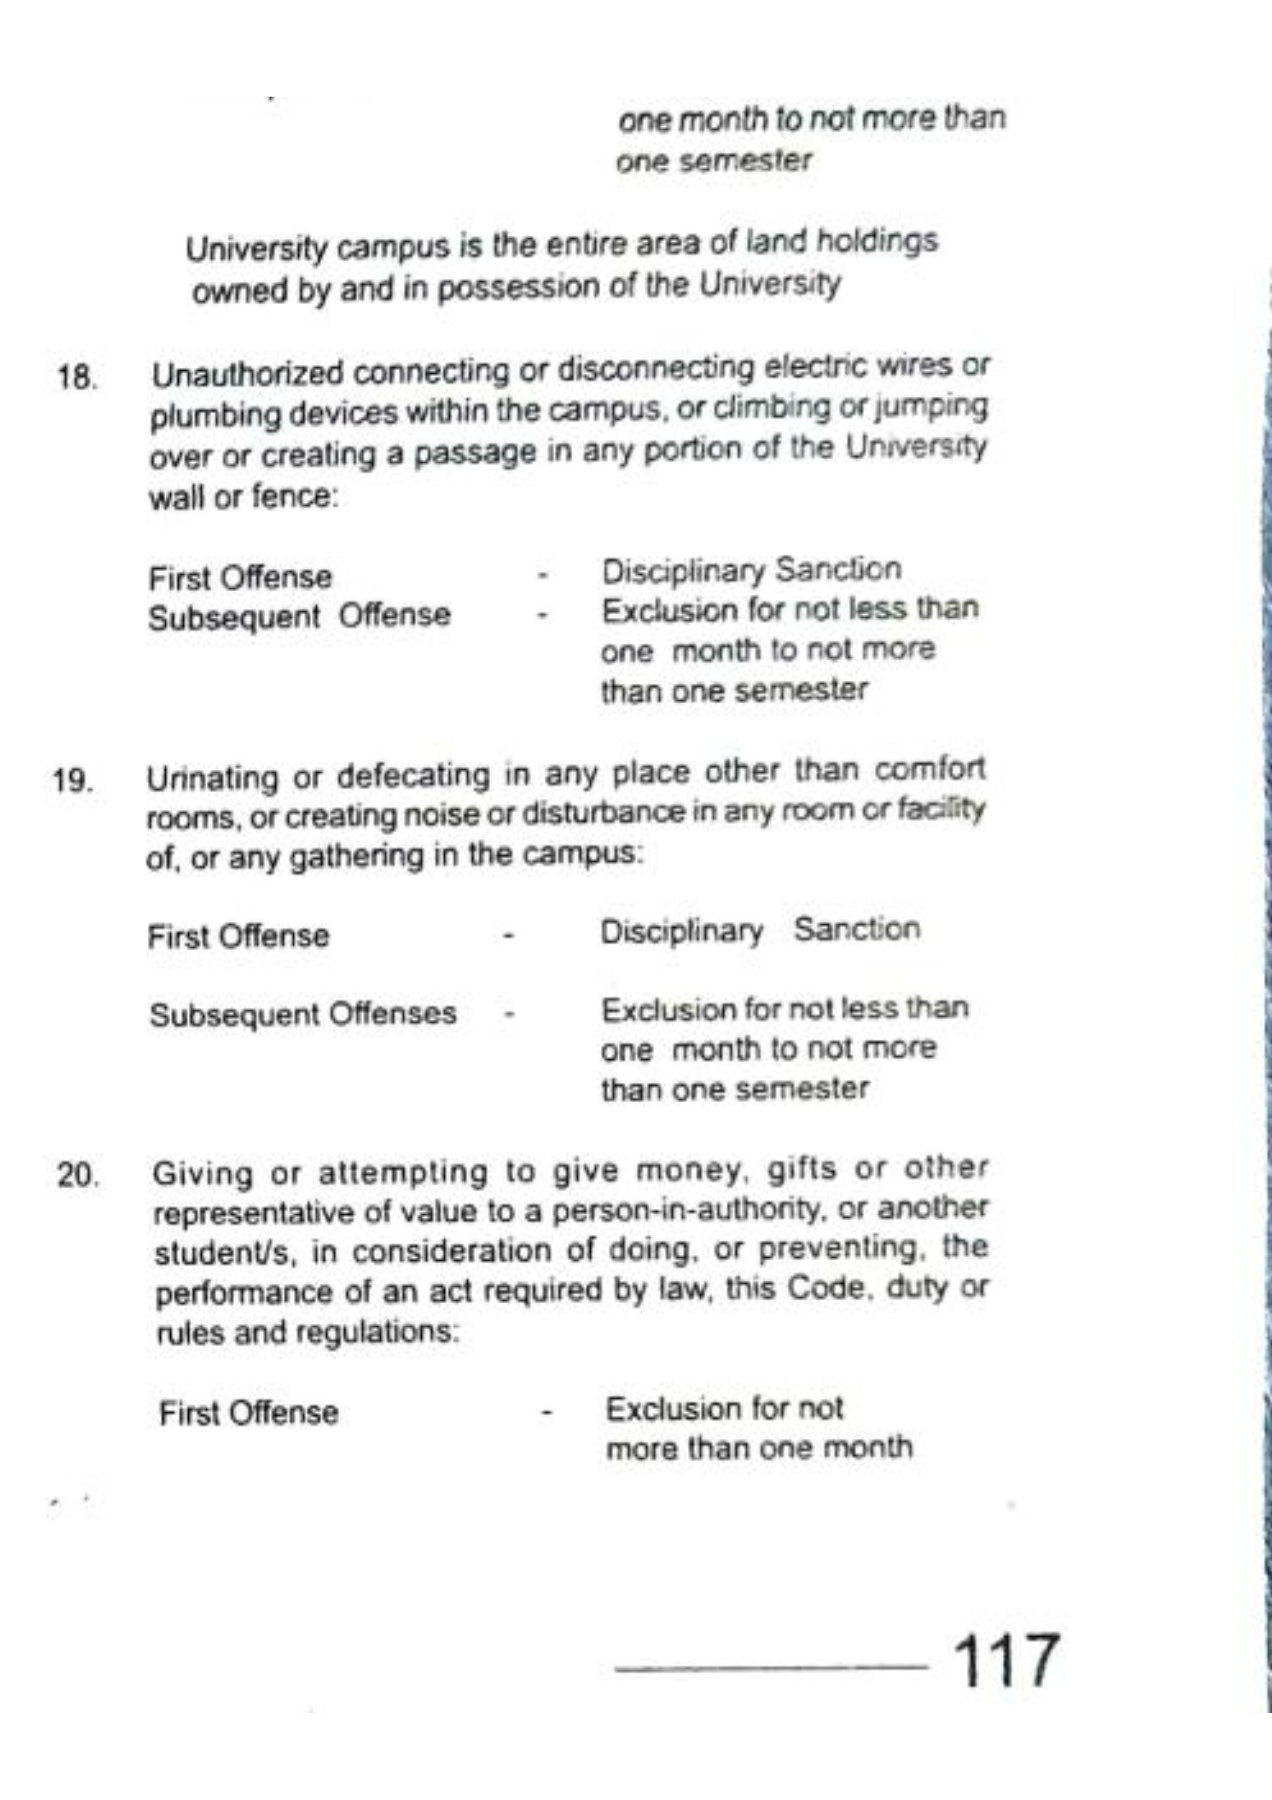 one month to not more than
one semester
University campus is the entire area of land holdings
owned by and in possession of the University
18. Unauthorized connecting or disconnecting electric wires or
plumbing devices within the campus, or climbing or jumping
over or creating a passage in any portion of the University
wall or fence:
First Offense - Disciplinary Sanction
Subsequent Offense - Exclusion for not less than
one month to not more
than one semester
19. Urinating or defecating in any place other than comfort
rooms, or creating noise or disturbance in any room or facility
of, or any gathering in the campus:
First Offense - Disciplinary Sanction
Subsequent Offenses - Exclusion for not less than
one month to not more
than one semester
20. Giving or attempting to give money, gifts or other
representative of value to a person-in-authority, or another
student/s, in consideration of doing, or preventing, the
performance of an act required by law, this Code, duty or
rules and regulations:
First Offense - Exclusion for not
more than one month
117